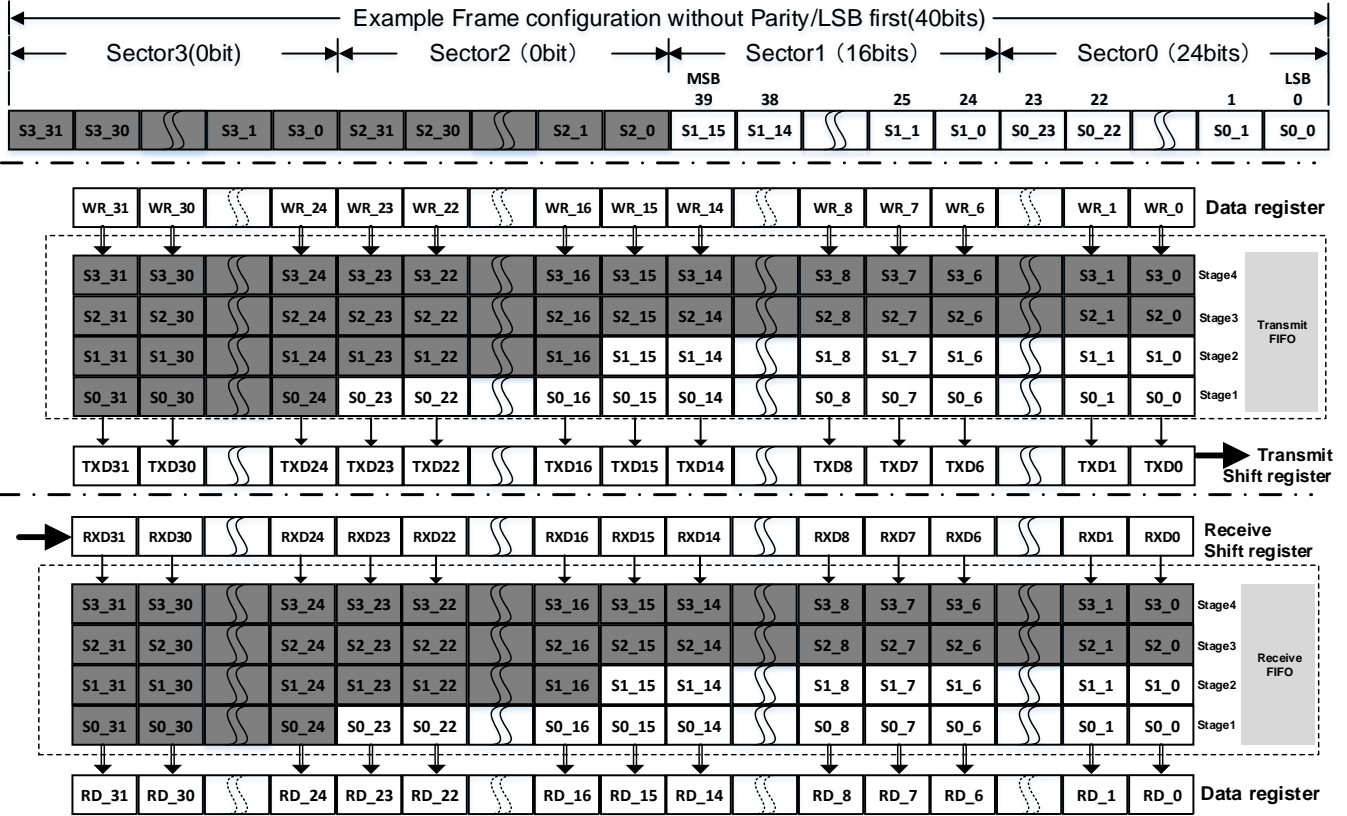 Example Frame configuration without Parity/LSB first(40bits)
Sector3(0bit) Sector2（0bit） Sector1（16bits） Sector0（24bits）
MSB LSB
39 38 25 24 23 22 1 0
S3_31 S3_30 S3_1 S3_0 S2_31 S2_30 S2_1 S2_0 S1_15 S1_14 S1_1 S1_0 S0_23 S0_22 S0_1 S0_0
WR_31 WR_30 WR_24 WR_23 WR_22 WR_16 WR_15 WR_14 WR_8 WR_7 WR_6 WR_1 WR_0 Data register
S3_31 S3_30 S3_24 S3_23 S3_22 S3_16 S3_15 S3_14 S3_8 S3_7 S3_6 S3_1 S3_0 Stage4
S2_31 S2_30 S2_24 S2_23 S2_22 S2_16 S2_15 S2_14 S2_8 S2_7 S2_6 S2_1 S2_0 Stage3
Transmit
FIFO
S1_31 S1_30 S1_24 S1_23 S1_22 S1_16 S1_15 S1_14 S1_8 S1_7 S1_6 S1_1 S1_0 Stage2
S0_31 S0_30 S0_24 S0_23 S0_22 S0_16 S0_15 S0_14 S0_8 S0_7 S0_6 S0_1 S0_0 Stage1
TXD31 TXD30 TXD24 TXD23 TXD22 TXD16 TXD15 TXD14 TXD8 TXD7 TXD6 TXD1 TXD0 Transmit
Shift register
RXD31 RXD30 RXD24 RXD23 RXD22 RXD16 RXD15 RXD14 RXD8 RXD7 RXD6 RXD1 RXD0 Receive
Shift register
S3_31 S3_30 S3_24 S3_23 S3_22 S3_16 S3_15 S3_14 S3_8 S3_7 S3_6 S3_1 S3_0 Stage4
S2_31 S2_30 S2_24 S2_23 S2_22 S2_16 S2_15 S2_14 S2_8 S2_7 S2_6 S2_1 S2_0 Stage3
Receive
FIFO
S1_31 S1_30 S1_24 S1_23 S1_22 S1_16 S1_15 S1_14 S1_8 S1_7 S1_6 S1_1 S1_0 Stage2
S0_31 S0_30 S0_24 S0_23 S0_22 S0_16 S0_15 S0_14 S0_8 S0_7 S0_6 S0_1 S0_0 Stage1
RD_31 RD_30 RD_24 RD_23 RD_22 RD_16 RD_15 RD_14 RD_8 RD_7 RD_6 RD_1 RD_0 Data register